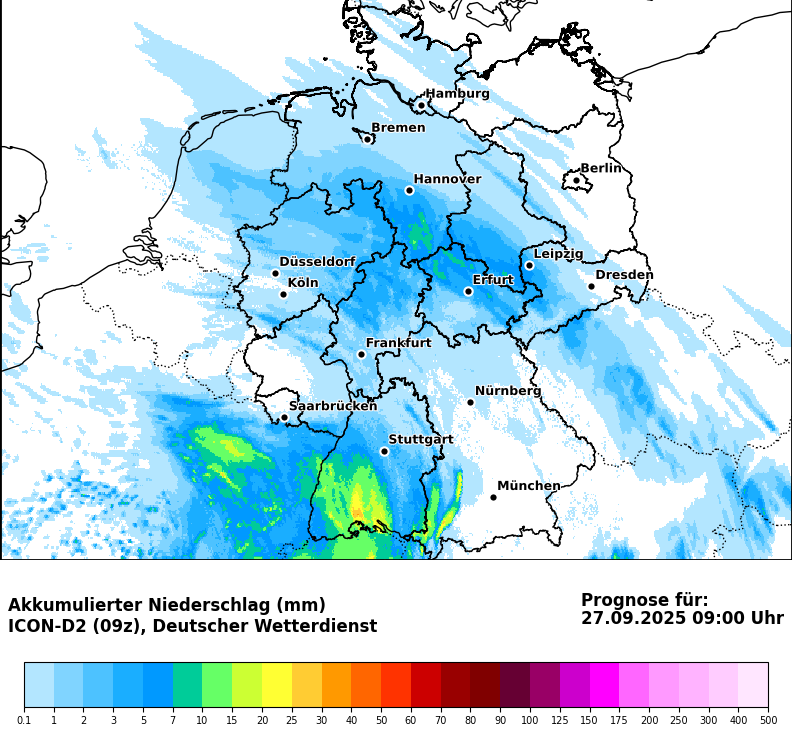 Hamburg
Bremen
Berlin
Hannover
Leipzig
Düsseldorf
Dresden
Erfurt
Köln
Frankfurt
Nürnberg
Saarbrücken
Stuttgart
München
Akkumulierter Niederschlag (mm)
ICON-D2 (09z), Deutscher Wetterdienst
Prognose für:
27.09.2025 09:00 Uhr
0.1 1 2 3 5 7 10 15 20 25 30 40 50 60 70 80 90 100 125 150 175 200 250 300 400 500